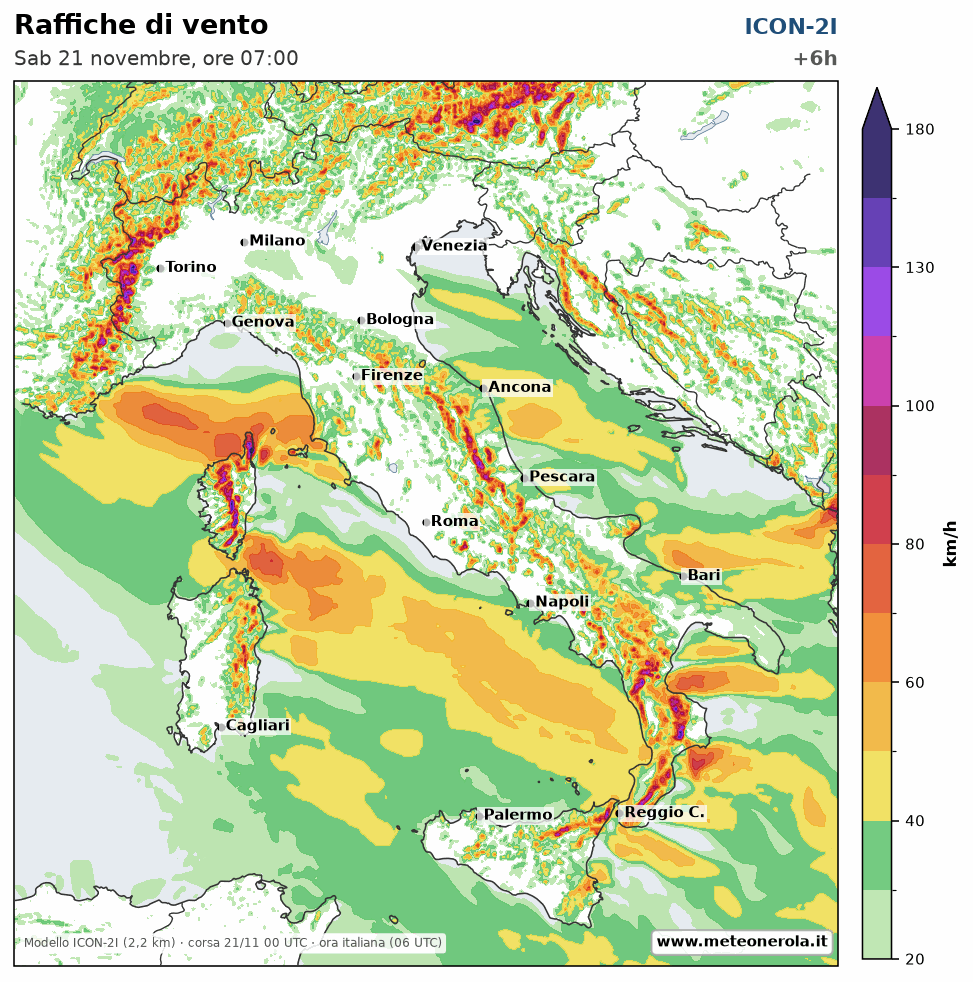 Raffiche di vento
ICON-2I
Sab 21 novembre, ore 07:00
+6h
180
130
100
80
60
40
20
km/h
Milano
Venezia
Torino
Genova
Bologna
Firenze
Ancona
Pescara
Roma
Bari
Napoli
Cagliari
Palermo
Reggio C.
Modello ICON-2I (2,2 km) · corsa 21/11 00 UTC · ora italiana (06 UTC)
www.meteonerola.it